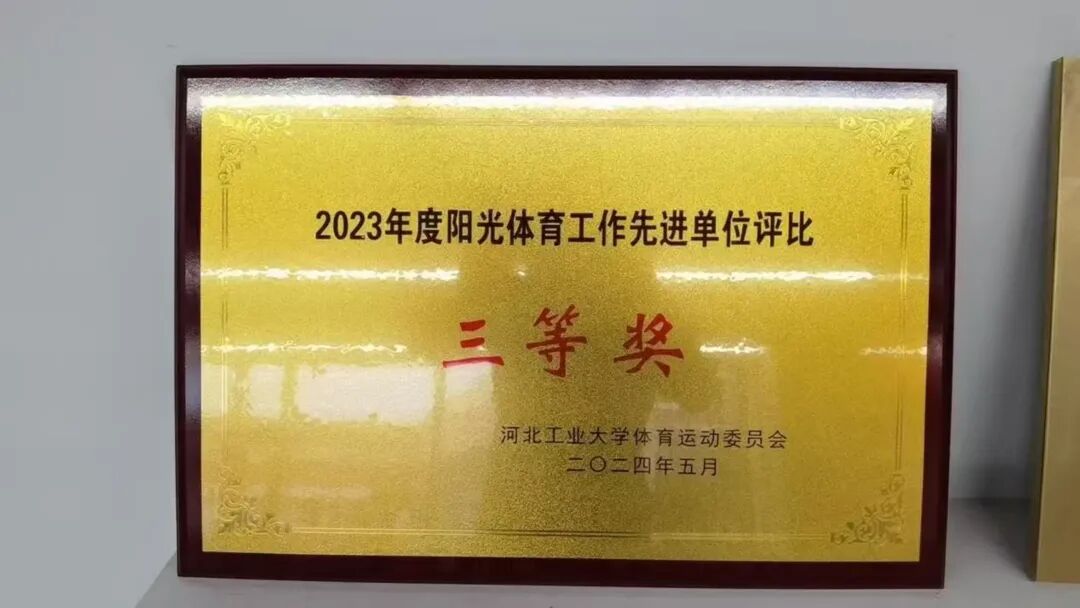 2023年度阳光体育工作先进单位评比
三等奖
河北工业大学体育运动委员会
二〇二四年五月